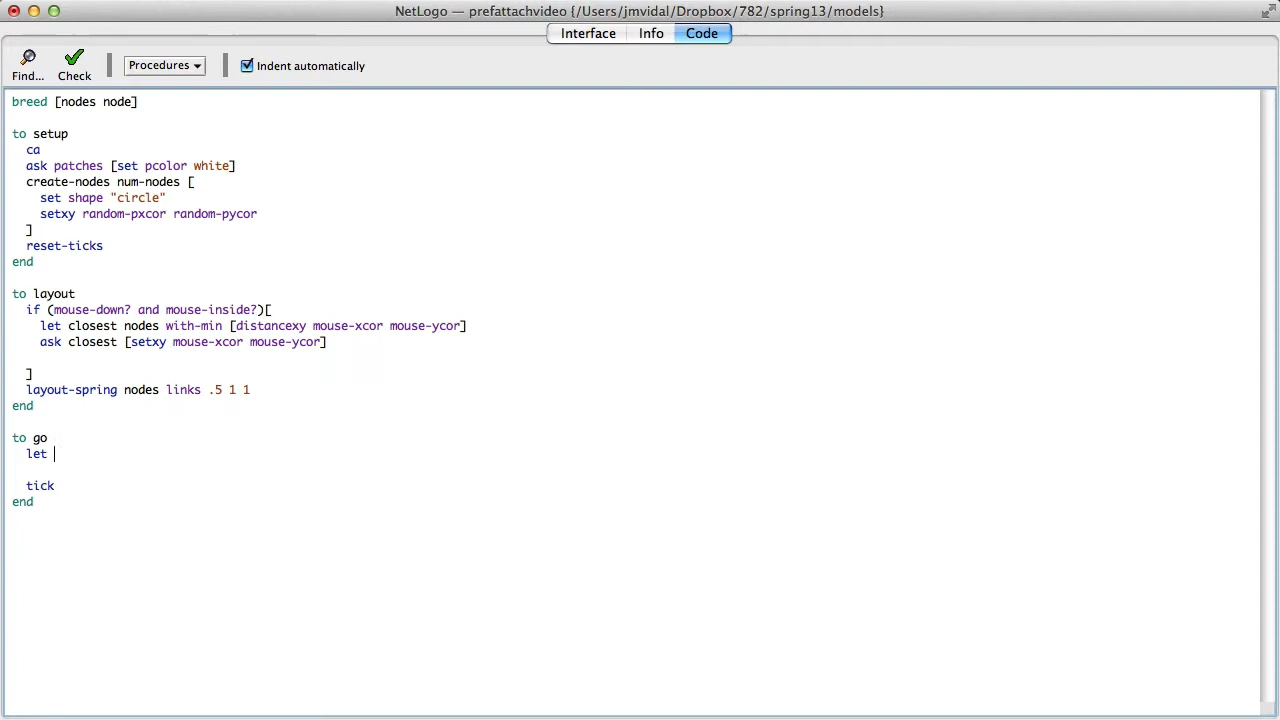 NetLogo — prefattachvideo {/Users/jmvidal/Dropbox/782/spring13/models}
Interface Info Code
Find... Check Procedures Indent automatically
breed [nodes node]
to setup
ca
ask patches [set pcolor white]
create-nodes num-nodes [
set shape "circle"
setxy random-pxcor random-pycor
]
reset-ticks
end
to layout
if (mouse-down? and mouse-inside?)[
let closest nodes with-min [distancexy mouse-xcor mouse-ycor]
ask closest [setxy mouse-xcor mouse-ycor]
]
layout-spring nodes links .5 1 1
end
to go
let
tick
end